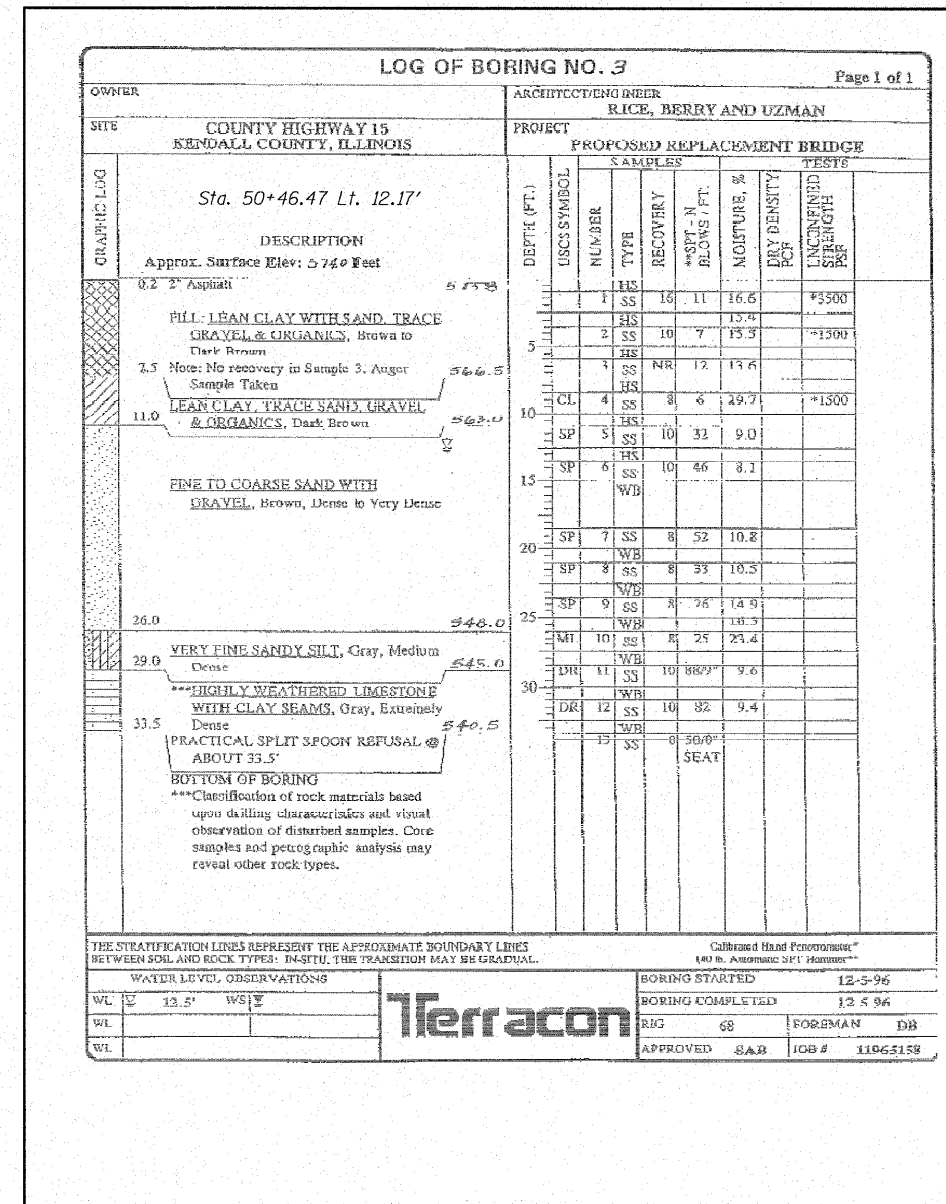 LOG OF BORING NO. 3
Page 1 of 1
OWNER
ARCHITECT/ENGINEER
RICE, BERRY AND UZMAN
SITE
COUNTY HIGHWAY 15
KENDALL COUNTY, ILLINOIS
PROJECT
PROPOSED REPLACEMENT BRIDGE
GRAPHIC LOG
Sta. 50+46.47 Lt. 12.17'
DESCRIPTION
Approx. Surface Elev: 574.0 Feet
DEPTH (FT.)
USCS SYMBOL
SAMPLES
NUMBER
TYPE
RECOVERY
**SPT - N
BLOWS / FT.
TESTS
MOISTURE, %
DRY DENSITY
PCF
UNCONFINED
STRENGTH
PSF
0.2 2" Asphalt
HS
1 SS 16 11 16.6 *3500
FILL: LEAN CLAY WITH SAND, TRACE
GRAVEL & ORGANICS, Brown to
Dark Brown
HS 15.4
2 SS 10 7 15.5 *1500
5
HS
7.5 Note: No recovery in Sample 3. Auger
Sample Taken
566.5
3 SS NR 12 13.6
HS
LEAN CLAY, TRACE SAND, GRAVEL
& ORGANICS, Dark Brown
11.0 563.0
CL 4 SS 8 6 29.7 *1500
10
HS
SP 5 SS 10 32 9.0
HS
FINE TO COARSE SAND WITH
GRAVEL, Brown, Dense to Very Dense
SP 6 SS 10 46 8.1
15
WB
SP 7 SS 8 52 10.8
20
WB
SP 8 SS 8 33 10.5
WB
SP 9 SS 8 76 14.9
25
26.0 548.0
WB
VERY FINE SANDY SILT, Gray, Medium
Dense
29.0 545.0
ML 10 SS 8 25 23.4
WB
DR 11 SS 10 88/9" 9.6
30
WB
***HIGHLY WEATHERED LIMESTONE
WITH CLAY SEAMS, Gray, Extremely
Dense
33.5 540.5
DR 12 SS 10 82 9.4
WB
13 SS 0 50/0"
SEAT
PRACTICAL SPLIT SPOON REFUSAL @
ABOUT 33.5'
BOTTOM OF BORING
***Classification of rock materials based
upon drilling characteristics and visual
observation of disturbed samples. Core
samples and petrographic analysis may
reveal other rock types.
THE STRATIFICATION LINES REPRESENT THE APPROXIMATE BOUNDARY LINES
BETWEEN SOIL AND ROCK TYPES: IN-SITU, THE TRANSITION MAY BE GRADUAL.
Calibrated Hand Penetrometer*
140 lb. Automatic SPT Hammer**
WATER LEVEL OBSERVATIONS
WL 12.5' WS
WL
WL
Terracon
BORING STARTED 12-5-96
BORING COMPLETED 12-5-96
RIG 68 FOREMAN DB
APPROVED SAB JOB # 11965158